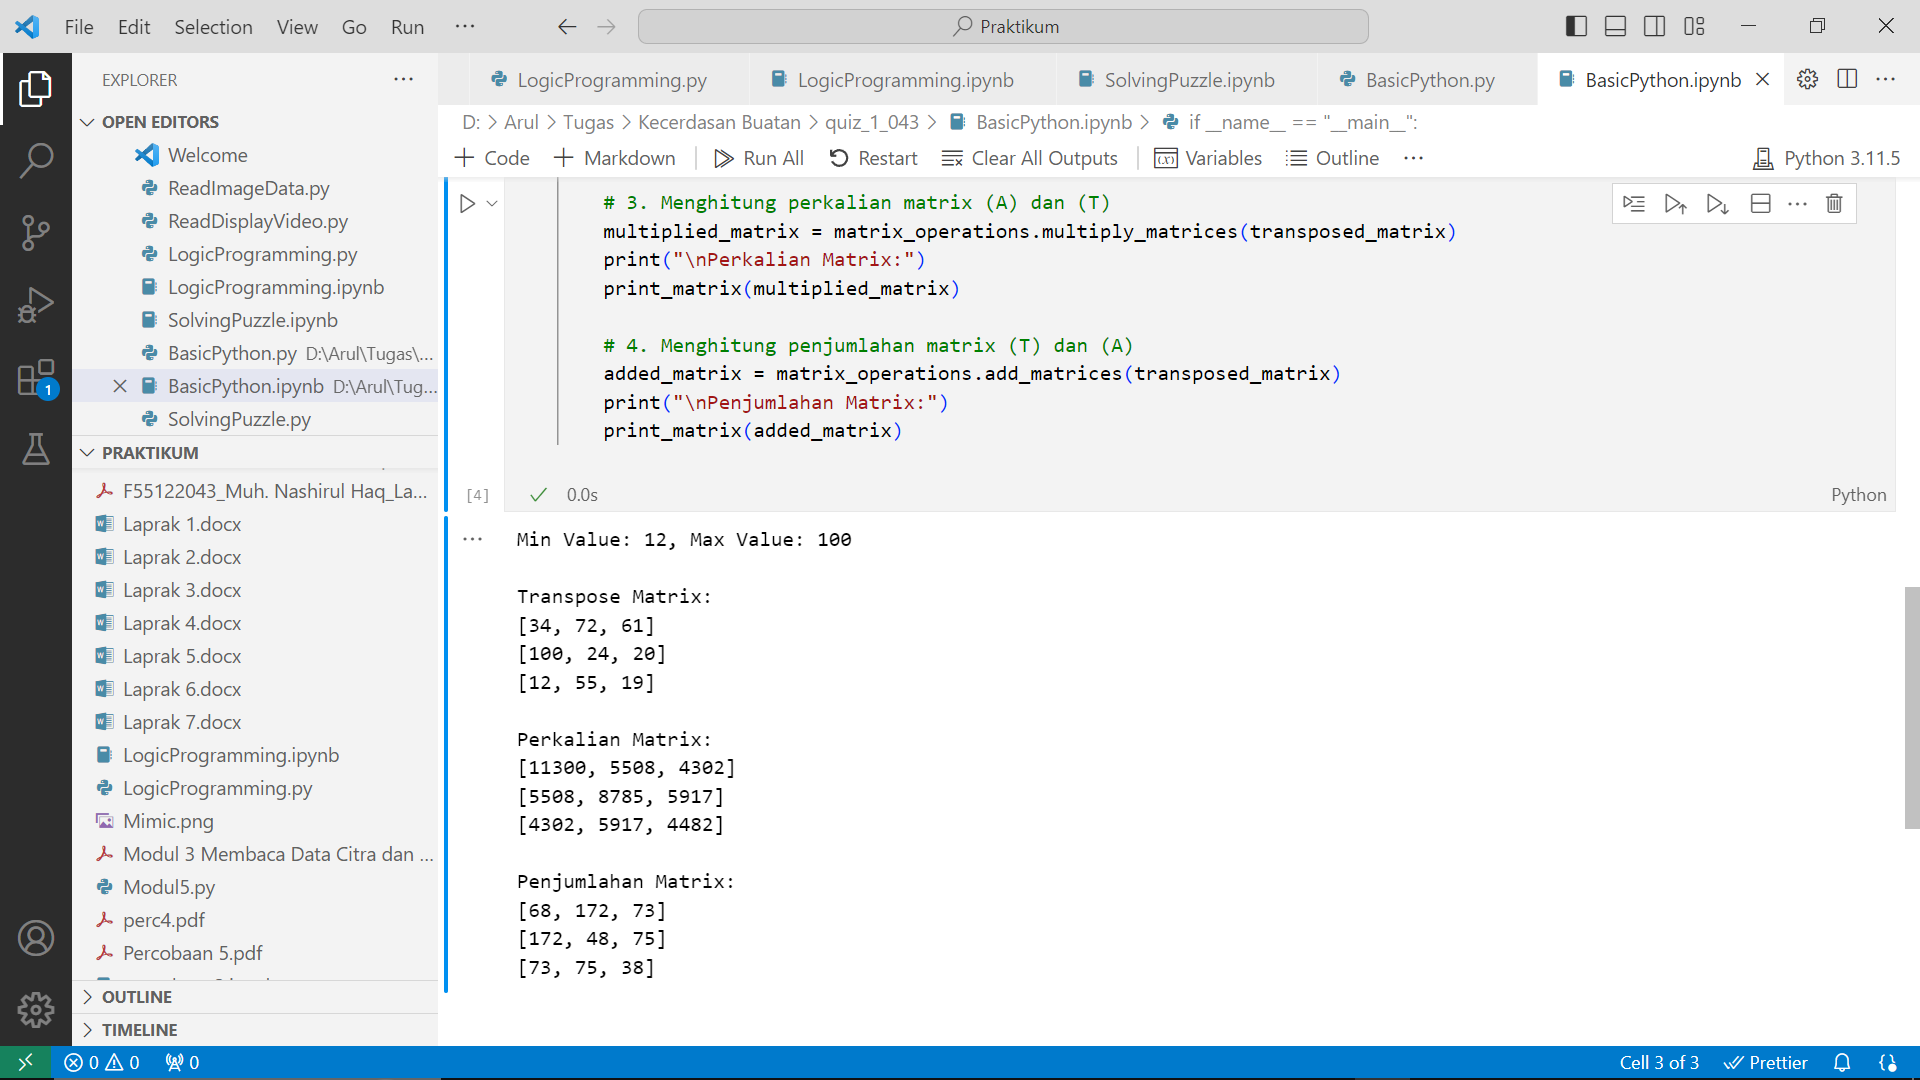 File Edit Selection View Go Run ···
Praktikum
EXPLORER ···
OPEN EDITORS
Welcome
ReadImageData.py
ReadDisplayVideo.py
LogicProgramming.py
LogicProgramming.ipynb
SolvingPuzzle.ipynb
BasicPython.py D:\Arul\Tugas\...
BasicPython.ipynb D:\Arul\Tug...
SolvingPuzzle.py
PRAKTIKUM
F55122043_Muh. Nashirul Haq_La...
Laprak 1.docx
Laprak 2.docx
Laprak 3.docx
Laprak 4.docx
Laprak 5.docx
Laprak 6.docx
Laprak 7.docx
LogicProgramming.ipynb
LogicProgramming.py
Mimic.png
Modul 3 Membaca Data Citra dan ...
Modul5.py
perc4.pdf
Percobaan 5.pdf
OUTLINE
TIMELINE
1
LogicProgramming.py LogicProgramming.ipynb SolvingPuzzle.ipynb BasicPython.py BasicPython.ipynb
D: > Arul > Tugas > Kecerdasan Buatan > quiz_1_043 > BasicPython.ipynb > if __name__ == "__main__":
Code Markdown Run All Restart Clear All Outputs Variables Outline ··· Python 3.11.5
# 3. Menghitung perkalian matrix (A) dan (T)
multiplied_matrix = matrix_operations.multiply_matrices(transposed_matrix)
print("\nPerkalian Matrix:")
print_matrix(multiplied_matrix)
# 4. Menghitung penjumlahan matrix (T) dan (A)
added_matrix = matrix_operations.add_matrices(transposed_matrix)
print("\nPenjumlahan Matrix:")
print_matrix(added_matrix)
[4] 0.0s Python
Min Value: 12, Max Value: 100
Transpose Matrix:
[34, 72, 61]
[100, 24, 20]
[12, 55, 19]
Perkalian Matrix:
[11300, 5508, 4302]
[5508, 8785, 5917]
[4302, 5917, 4482]
Penjumlahan Matrix:
[68, 172, 73]
[172, 48, 75]
[73, 75, 38]
0 0 0 Cell 3 of 3 Prettier